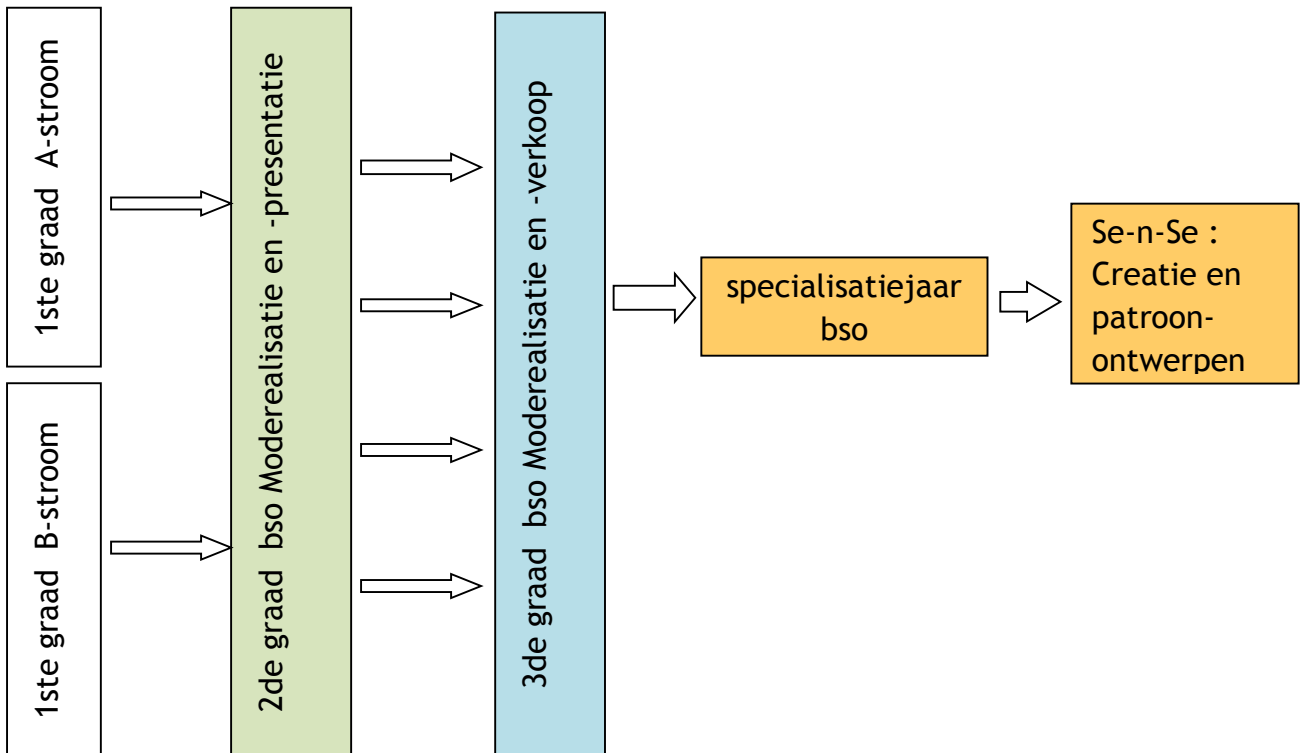 1ste graad A-stroom
1ste graad B-stroom
2de graad bso Moderealisatie en -presentatie
3de graad bso Moderealisatie en -verkoop
specialisatiejaar
bso
Se-n-Se :
Creatie en
patroon-
ontwerpen